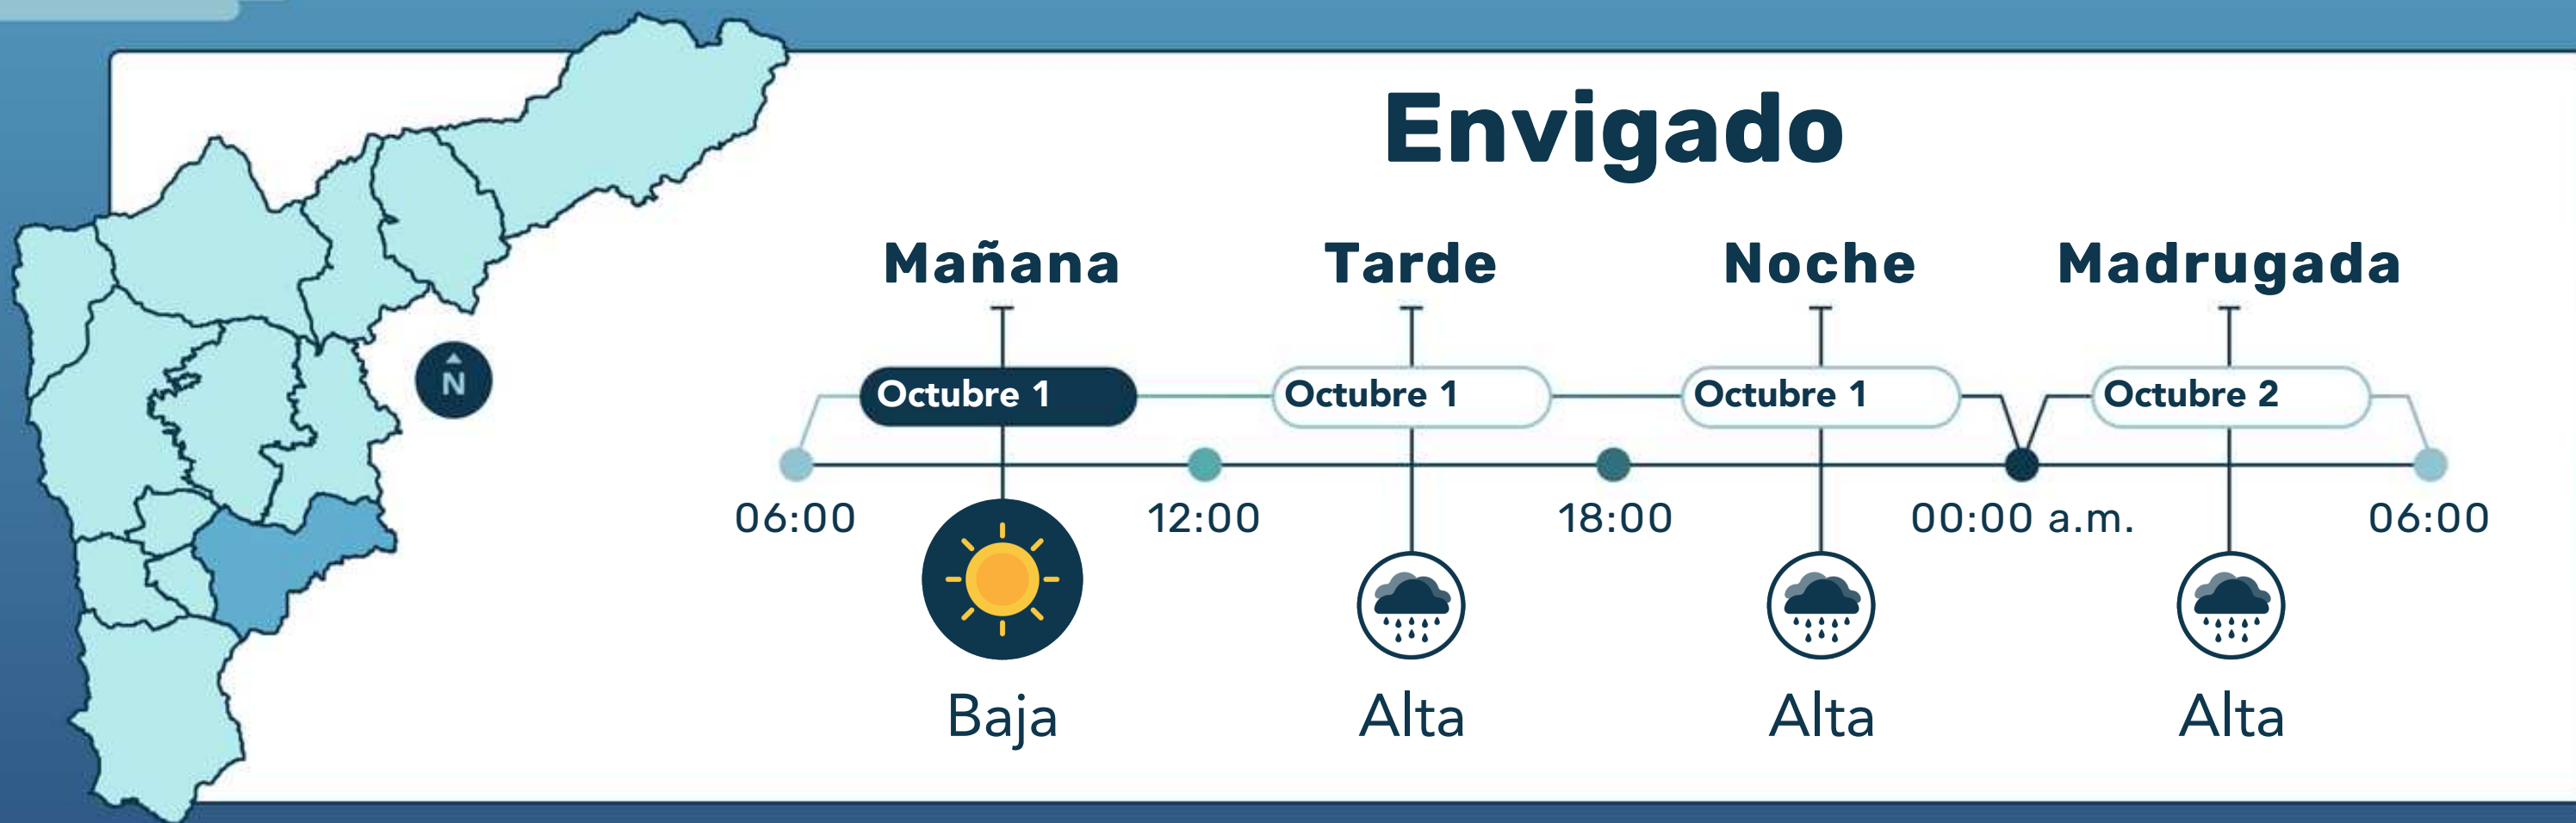 Envigado
Mañana Tarde Noche Madrugada
Octubre 1 Octubre 1 Octubre 1 Octubre 2
N
06:00 12:00 18:00 00:00 a.m. 06:00
Baja Alta Alta Alta